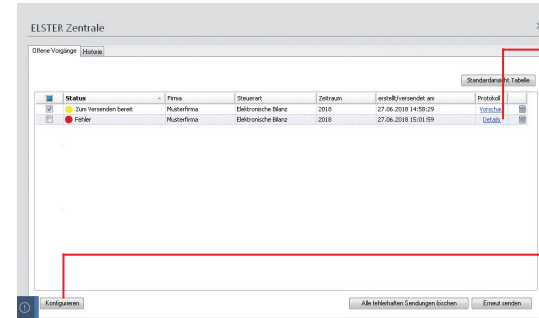 ELSTER Zentrale
Offene Vorgänge Historie
Standardansicht Tabelle
Status Firma Steuerart Zeitraum erstellt/versendet am Protokoll
Zum Versenden bereit Musterfirma Elektronische Bilanz 2018 27.06.2018 14:58:29 Vorschau
Fehler Musterfirma Elektronische Bilanz 2018 27.06.2018 15:01:59 Details
Konfigurieren Alle fehlerhaften Sendungen löschen Erneut senden